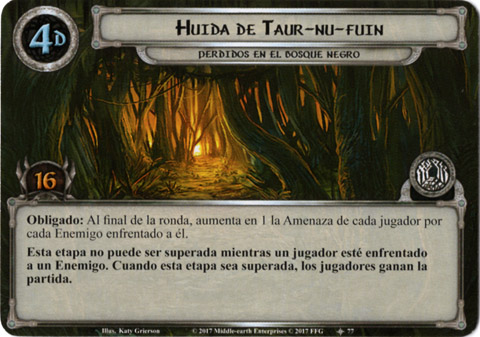 4D
Huida de Taur-nu-fuin
Perdidos en el Bosque Negro
16
Obligado: Al final de la ronda, aumenta en 1 la Amenaza de cada jugador por
cada Enemigo enfrentado a él.
Esta etapa no puede ser superada mientras un jugador esté enfrentado
a un Enemigo. Cuando esta etapa sea superada, los jugadores ganan la
partida.
Illus. Katy Grierson © 2017 Middle-earth Enterprises © 2017 FFG 77